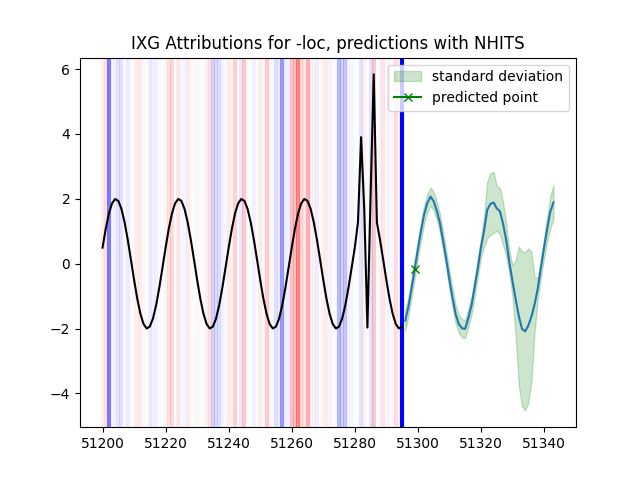 IXG Attributions for -loc, predictions with NHITS
standard deviation
predicted point
6
4
2
0
−2
−4
51200 51220 51240 51260 51280 51300 51320 51340